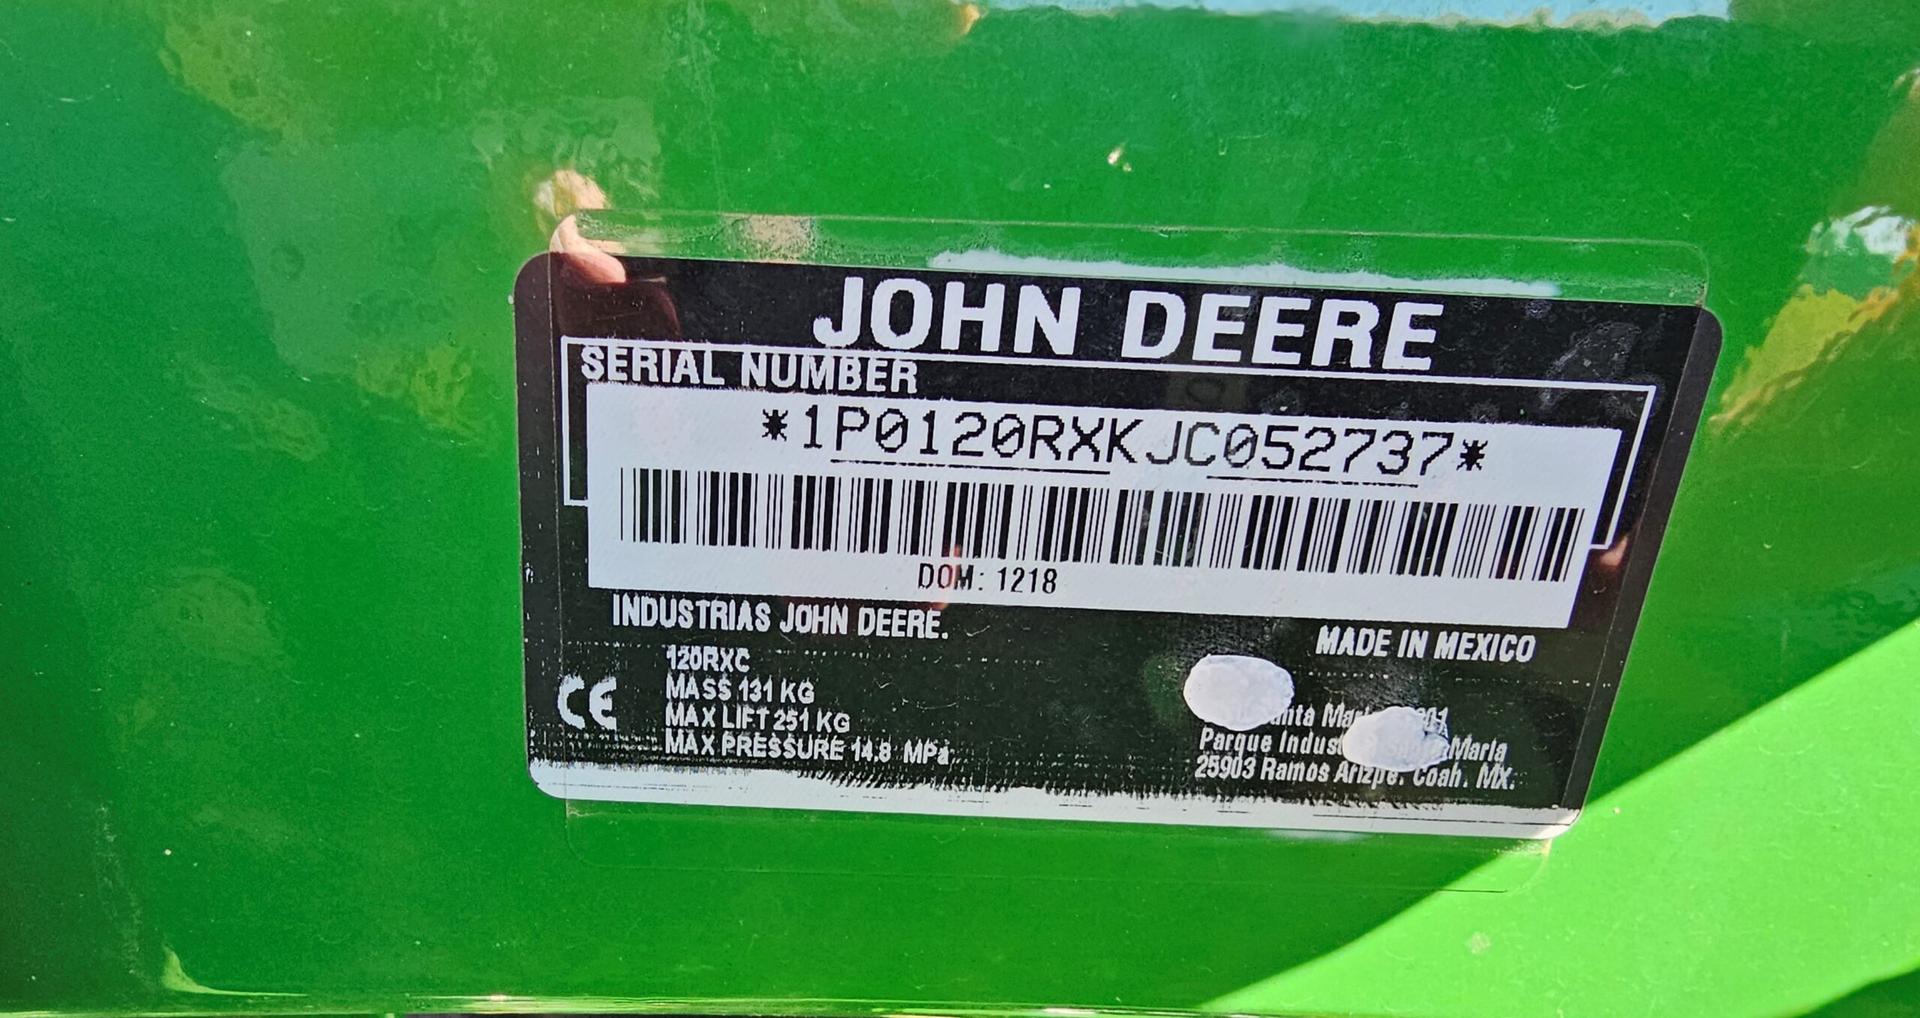 JOHN DEERE
SERIAL NUMBER
*1P0120RXKJC052737*
DOM: 1218
INDUSTRIAS JOHN DEERE.
MADE IN MEXICO
120RXC
CE
MASS 131 KG
MAX LIFT 251 KG
MAX PRESSURE 14.8 MPa
Parque Maria
25903 Ramos Arizpe, Coah. MX.